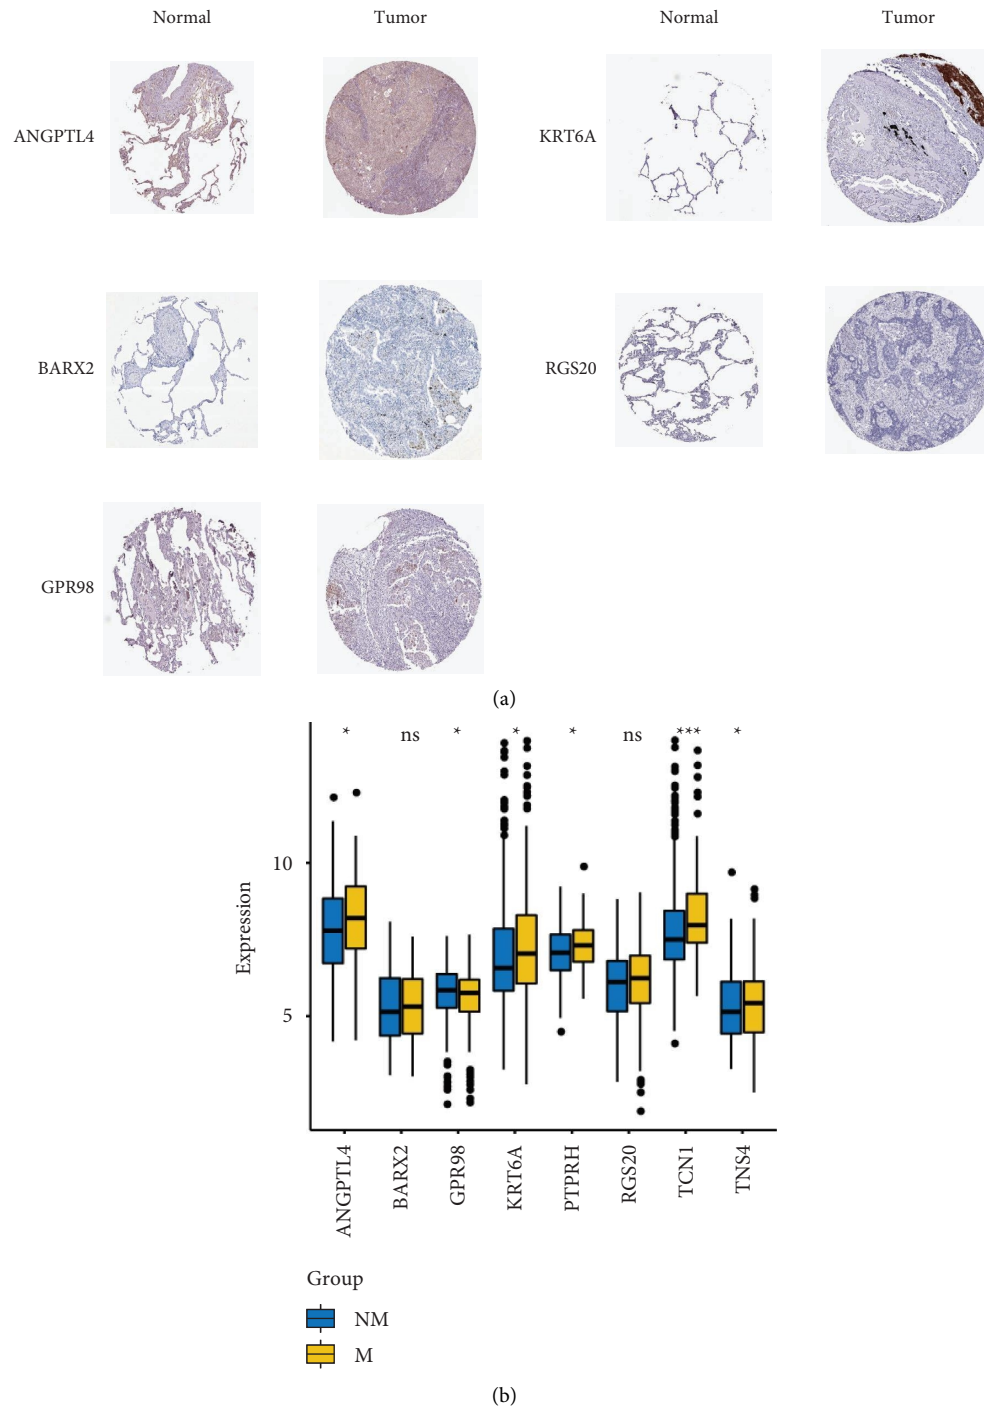 Normal Tumor Normal Tumor
ANGPTL4 KRT6A
BARX2 RGS20
GPR98
(a)
* ns * * * ns *** *
10
5
Expression
ANGPTL4 BARX2 GPR98 KRT6A PTPRH RGS20 TCN1 TNS4
Group
NM
M
(b)